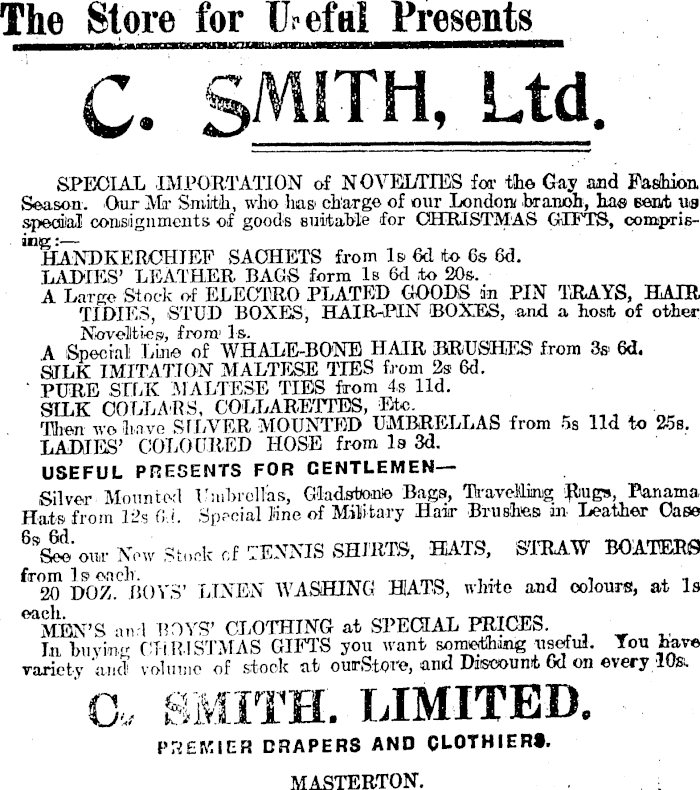 The Store for Useful Presents
C. SMITH, Ltd.
SPECIAL IMPORTATION of NOVELTIES for the Gay and Fashion
Season. Our Mr Smith, who has charge of our London branch, has sent us
special consignments of goods suitable for CHRISTMAS GIFTS, compris-
ing:—
HANDKERCHIEF SACHETS from 1s 6d to 6s 6d.
LADIES' LEATHER BAGS form 1s 6d to 20s.
A Large Stock of ELECTRO PLATED GOODS in PIN TRAYS, HAIR
TIDIES, STUD BOXES, HAIR-PIN BOXES, and a host of other
Novelties, from 1s.
A Special Line of WHALE-BONE HAIR BRUSHES from 3s 6d.
SILK IMITATION MALTESE TIES from 2s 6d.
PURE SILK MALTESE TIES from 4s 11d.
SILK COLLARS, COLLARETTES, Etc.
Then we have SILVER MOUNTED UMBRELLAS from 5s 11d to 25s.
LADIES' COLOURED HOSE from 1s 3d.
USEFUL PRESENTS FOR GENTLEMEN—
Silver Mounted Umbrellas, Gladstone Bags, Travelling Rugs, Panama
Hats from 12s 6d. Special line of Military Hair Brushes in Leather Case
6s 6d.
See our New Stock of TENNIS SHIRTS, HATS, STRAW BOATERS
from 1s each.
20 DOZ. BOYS' LINEN WASHING HATS, white and colours, at 1s
each.
MEN'S and BOYS' CLOTHING at SPECIAL PRICES.
In buying CHRISTMAS GIFTS you want something useful. You have
variety and volume of stock at ourStore, and Discount 6d on every 10s.
C. SMITH. LIMITED.
PREMIER DRAPERS AND CLOTHIERS.
MASTERTON.